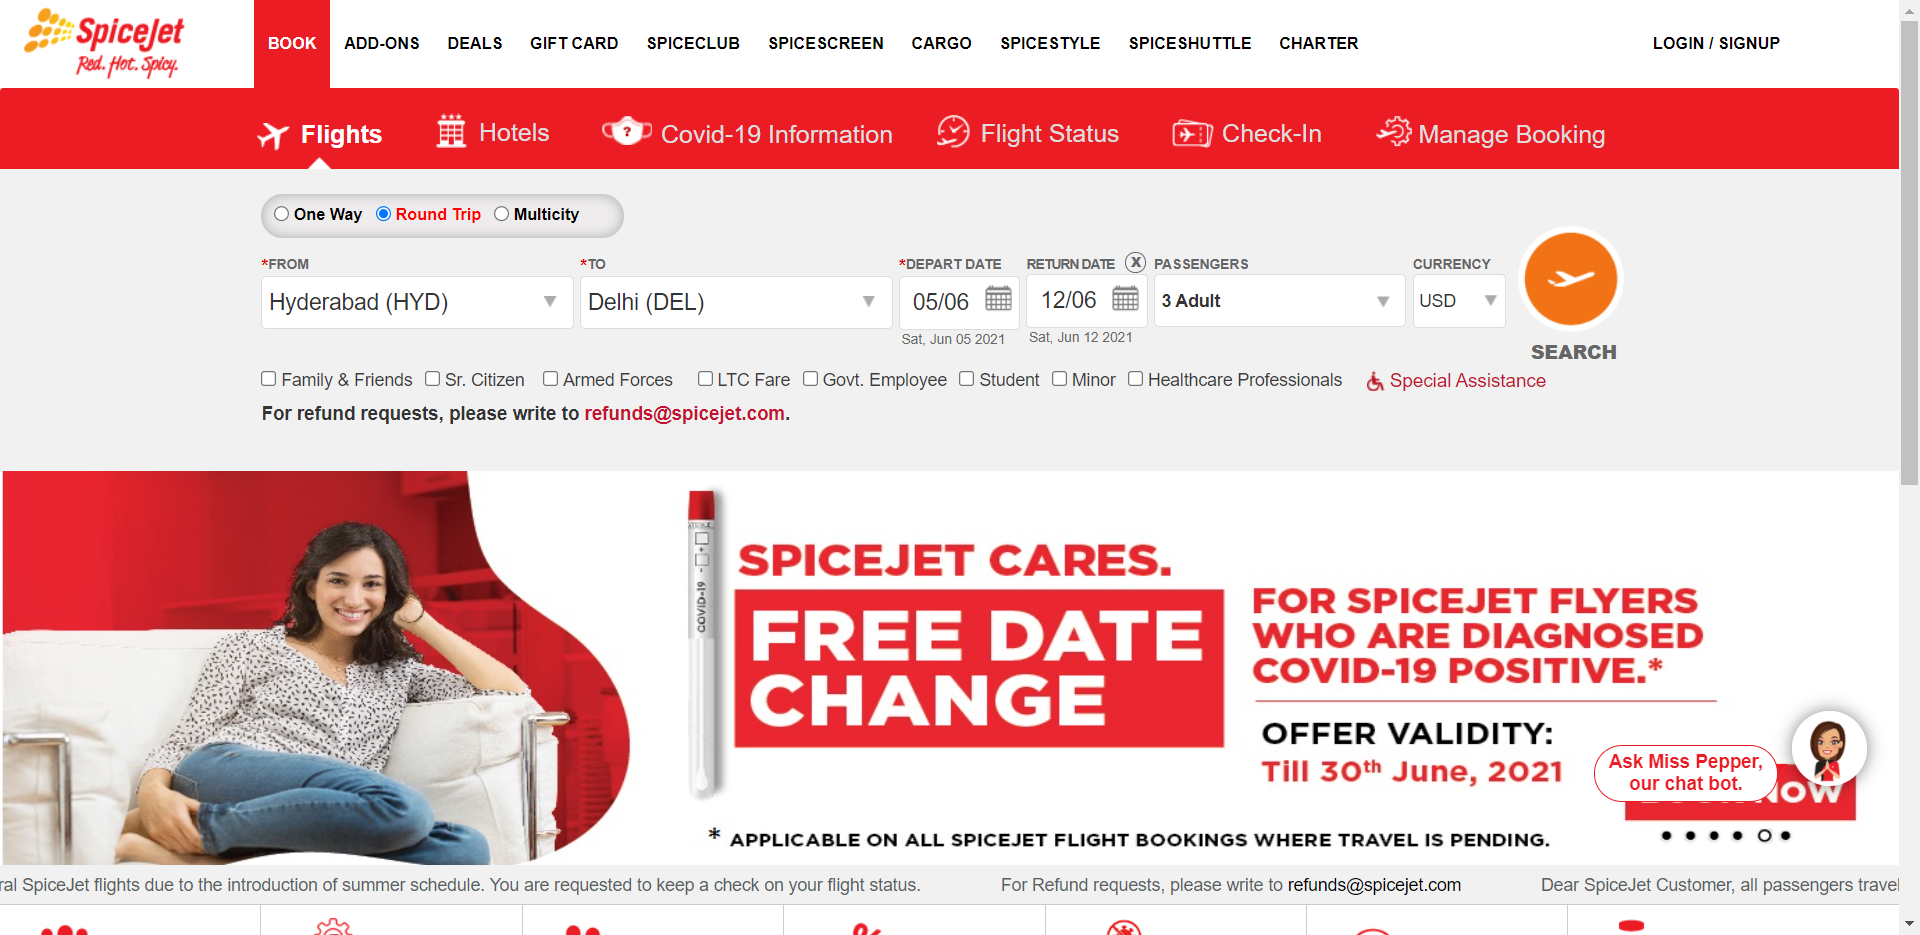 SpiceJet
Red. Hot. Spicy.
BOOK ADD-ONS DEALS GIFT CARD SPICECLUB SPICESCREEN CARGO SPICESTYLE SPICESHUTTLE CHARTER LOGIN / SIGNUP
Flights Hotels Covid-19 Information Flight Status Check-In Manage Booking
One Way Round Trip Multicity
*FROM *TO *DEPART DATE RETURN DATE X PASSENGERS CURRENCY
Hyderabad (HYD) Delhi (DEL) 05/06 12/06 3 Adult USD
Sat, Jun 05 2021 Sat, Jun 12 2021
SEARCH
Family & Friends Sr. Citizen Armed Forces LTC Fare Govt. Employee Student Minor Healthcare Professionals Special Assistance
For refund requests, please write to refunds@spicejet.com.
COVID-19
SPICEJET CARES.
FREE DATE
CHANGE
FOR SPICEJET FLYERS
WHO ARE DIAGNOSED
COVID-19 POSITIVE.*
OFFER VALIDITY:
Till 30th June, 2021
Ask Miss Pepper,
our chat bot.
NOW
* APPLICABLE ON ALL SPICEJET FLIGHT BOOKINGS WHERE TRAVEL IS PENDING.
ral SpiceJet flights due to the introduction of summer schedule. You are requested to keep a check on your flight status. For Refund requests, please write to refunds@spicejet.com Dear SpiceJet Customer, all passengers travel